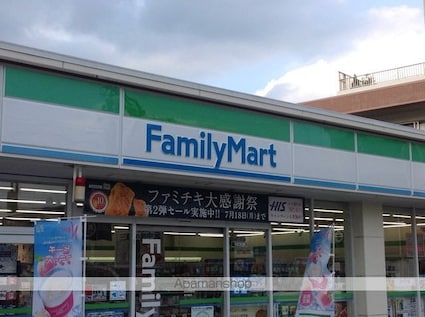 FamilyMart
ファミチキ大感謝祭
第2弾セール実施中!! 7月18日(月)まで
HIS
Family
Apamanshop